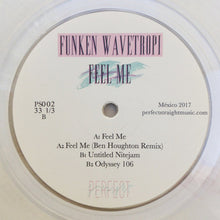 FUNKEN WAVETROPI
FEEL ME
PS002
33 1/3
B
México 2017
perfectoraightmusic.com
A1 Feel Me
A2 Feel Me (Ben Houghton Remix)
B1 Untitled Nitejam
B2 Odyssey 106
PERFECT